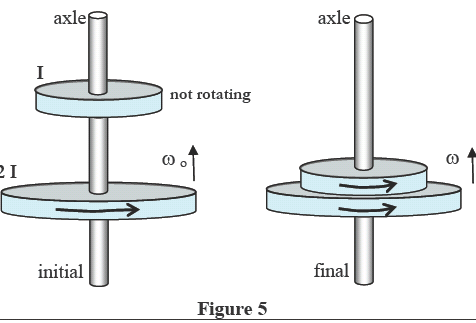 axle
axle
I
not rotating
ω o
ω
2 I
initial
final
Figure 5